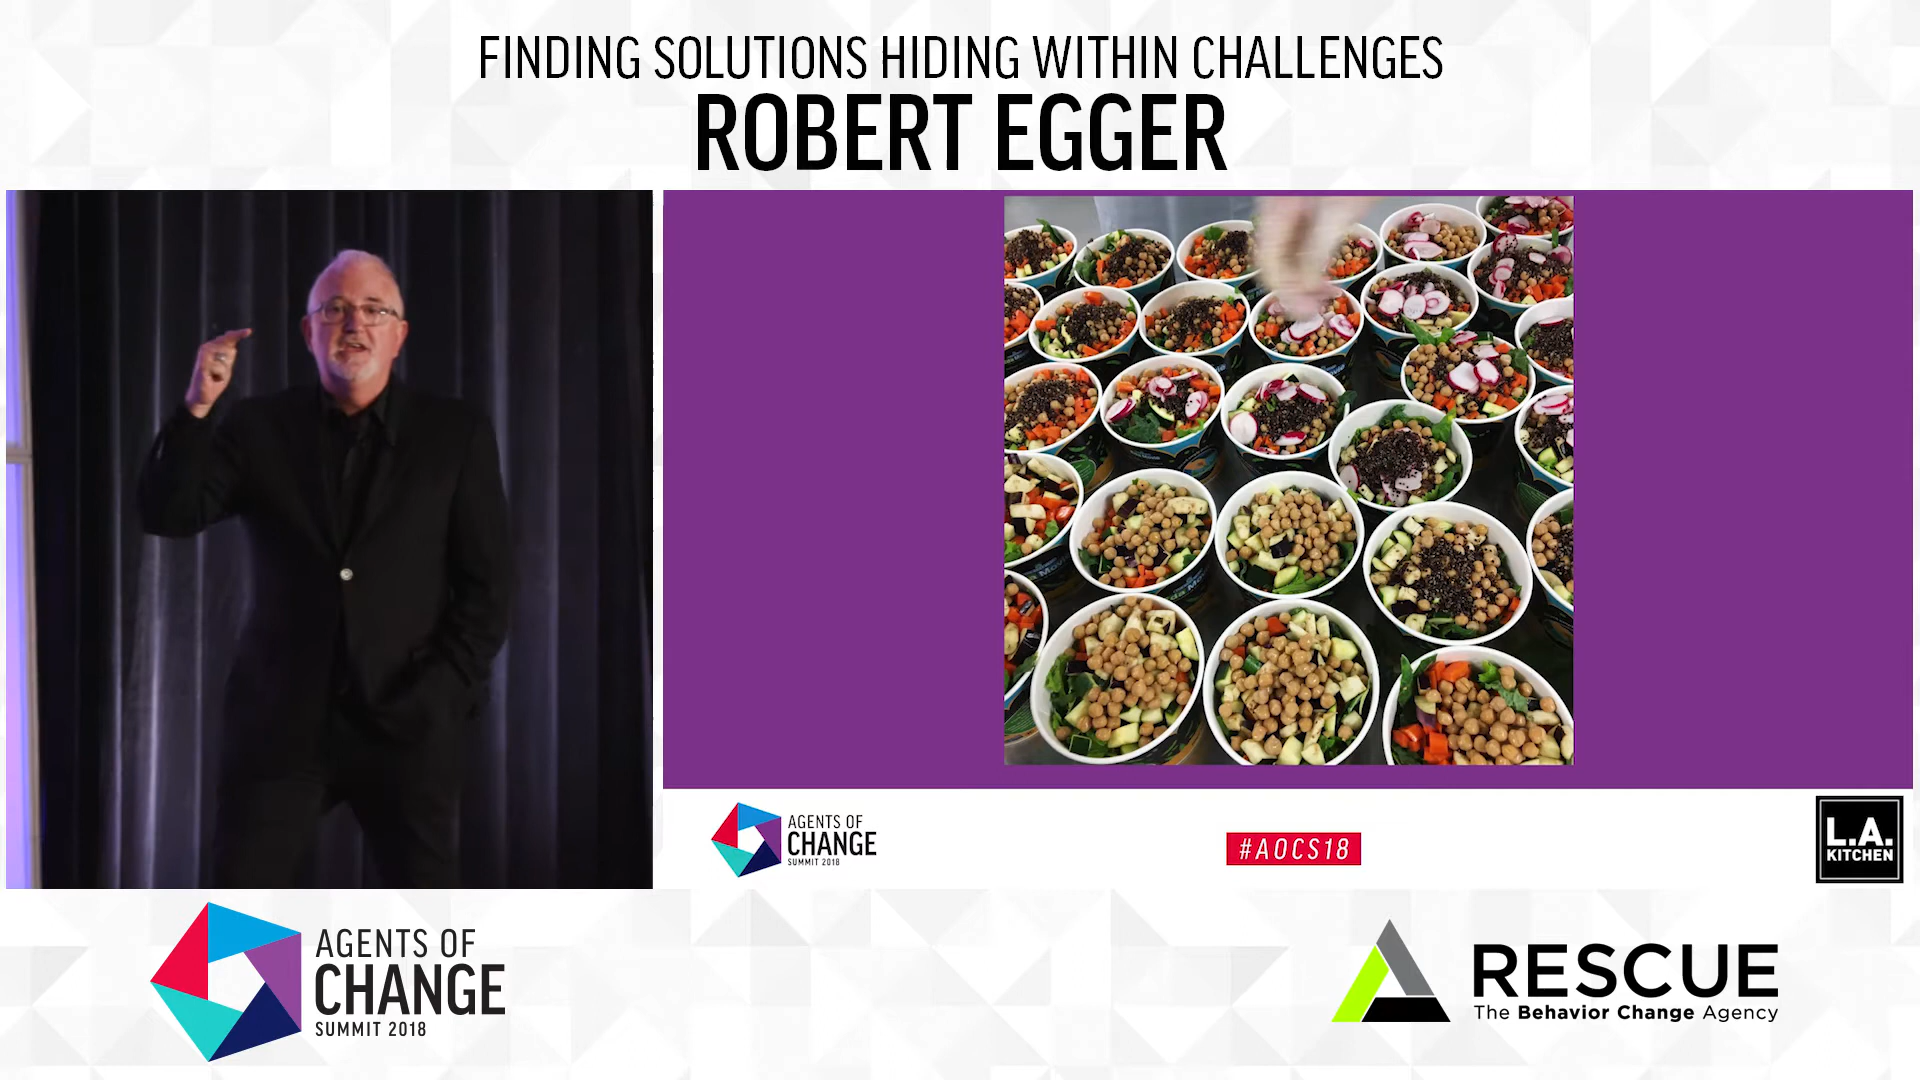 FINDING SOLUTIONS HIDING WITHIN CHALLENGES
ROBERT EGGER
AGENTS OF
CHANGE
SUMMIT 2018
#AOCS18
L.A.
KITCHEN
AGENTS OF
CHANGE
SUMMIT 2018
RESCUE
The Behavior Change Agency